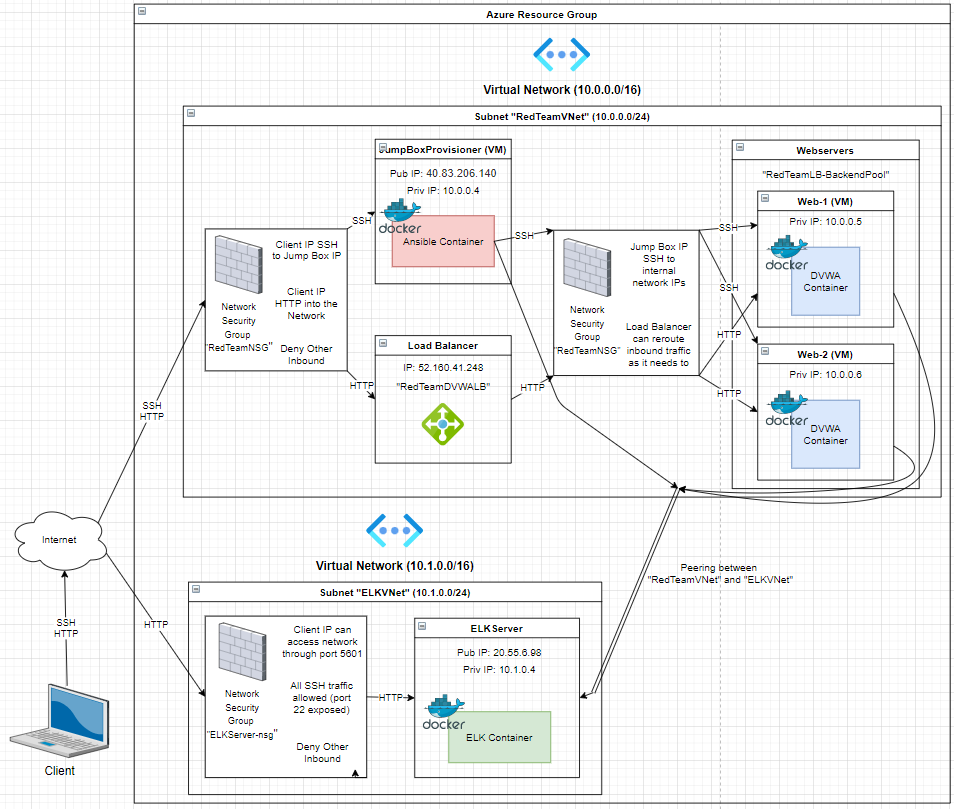 Azure Resource Group
Virtual Network (10.0.0.0/16)
Subnet "RedTeamVNet" (10.0.0.0/24)
JumpBoxProvisioner (VM)
Pub IP: 40.83.206.140
Priv IP: 10.0.0.4
docker
Ansible Container
SSH
Client IP SSH
to Jump Box IP
Client IP
HTTP into the
Network
Deny Other
Inbound
Network
Security
Group
"RedTeamNSG"
HTTP
Load Balancer
IP: 52.160.41.248
"RedTeamDVWALB"
SSH
HTTP
Jump Box IP
SSH to
internal
network IPs
Load Balancer
can reroute
inbound traffic
as it needs to
Network
Security
Group
"RedTeamNSG"
SSH
SSH
HTTP
HTTP
Webservers
"RedTeamLB-BackendPool"
Web-1 (VM)
Priv IP: 10.0.0.5
docker
DVWA
Container
Web-2 (VM)
Priv IP: 10.0.0.6
docker
DVWA
Container
SSH
HTTP
Internet
SSH
HTTP
Client
HTTP
Virtual Network (10.1.0.0/16)
Subnet "ELKVNet" (10.1.0.0/24)
Client IP can
access network
through port 5601
All SSH traffic
allowed (port
22 exposed)
Deny Other
Inbound
Network
Security
Group
"ELKServer-nsg"
HTTP
ELKServer
Pub IP: 20.55.6.98
Priv IP: 10.1.0.4
docker
ELK Container
Peering between
"RedTeamVNet" and "ELKVNet"